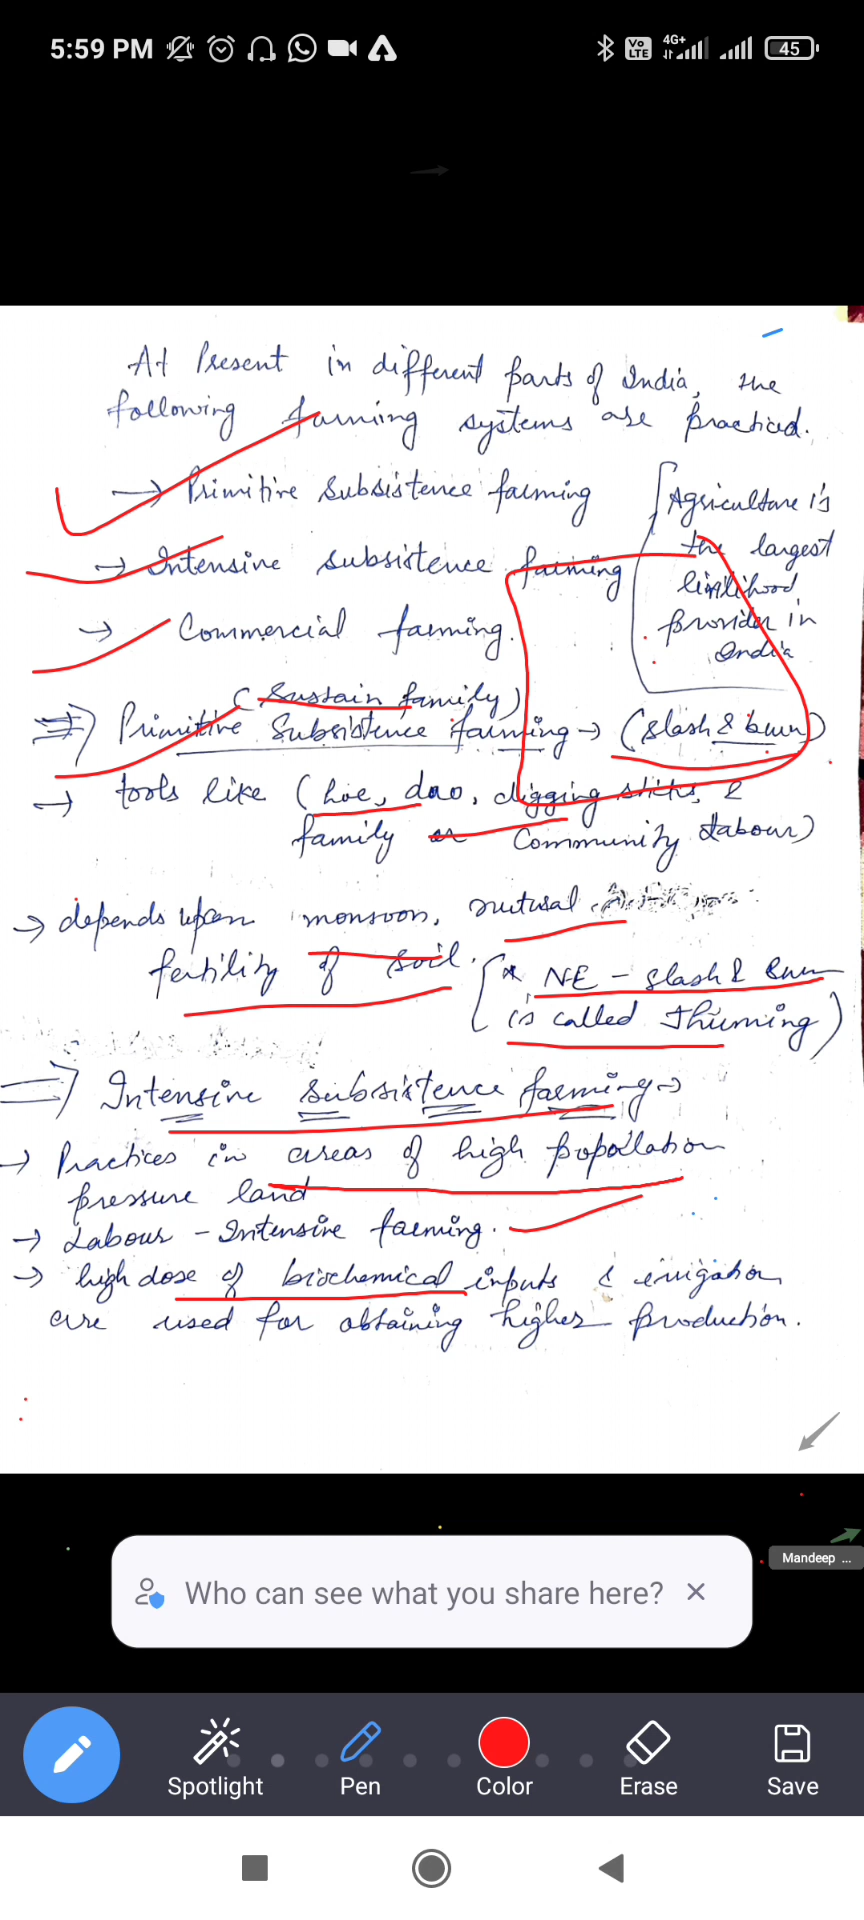 5:59 PM
Vo LTE 4G+ 45
At Present in different parts of India, the
following farming systems are practiced.
→ Primitive Subsistence farming
Agriculture is
the largest
→ Intensive subsistence farming
livelihood
provider in
India
→ Commercial farming.
(Sustain family)
⇒ Primitive Subsistence farming → (slash & burn)
→ tools like (hoe, dao, digging sticks, &
family or Community labour)
→ depends upon monsoon, nutural
fertility of soil.
* NE - slash & burn
is called Jhuming)
⇒ Intensive subsistence farming →
→ Practices in areas of high popullation
pressure land
→ Labour - Intensive farming.
→ high dose of biochemical inputs & irrigation
are used for obtaining higher production.
Mandeep ...
Who can see what you share here?
Spotlight Pen Color Erase Save